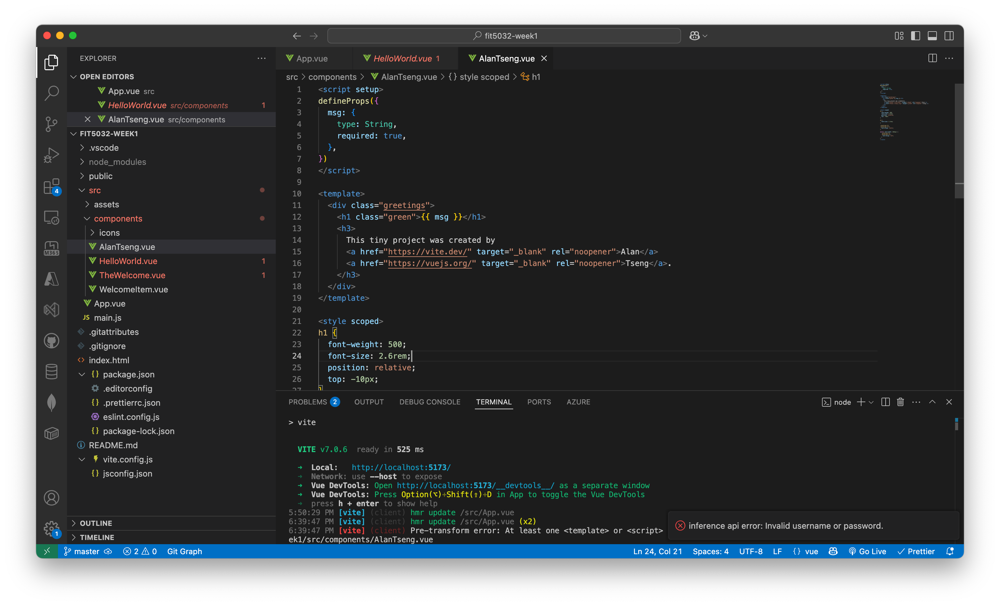 fit5032-week1
EXPLORER
OPEN EDITORS
App.vue src
HelloWorld.vue src/components 1
AlanTseng.vue src/components
FIT5032-WEEK1
.vscode
node_modules
public
src
assets
components
icons
AlanTseng.vue
HelloWorld.vue 1
TheWelcome.vue 1
WelcomeItem.vue
App.vue
JS main.js
.gitattributes
.gitignore
<> index.html
{} package.json
.editorconfig
{} .prettierrc.json
eslint.config.js
{} package-lock.json
README.md
vite.config.js
{} jsconfig.json
OUTLINE
TIMELINE
4
M365
1
App.vue
HelloWorld.vue 1
AlanTseng.vue
src > components > AlanTseng.vue > {} style scoped > h1
1 <script setup>
2 defineProps({
3 msg: {
4 type: String,
5 required: true,
6 },
7 })
8 </script>
9
10 <template>
11 <div class="greetings">
12 <h1 class="green">{{ msg }}</h1>
13 <h3>
14 This tiny project was created by
15 <a href="https://vite.dev/" target="_blank" rel="noopener">Alan</a>
16 <a href="https://vuejs.org/" target="_blank" rel="noopener">Tseng</a>.
17 </h3>
18 </div>
19 </template>
20
21 <style scoped>
22 h1 {
23 font-weight: 500;
24 font-size: 2.6rem;
25 position: relative;
26 top: -10px;
27 }
PROBLEMS 2 OUTPUT DEBUG CONSOLE TERMINAL PORTS AZURE
node
> vite
VITE v7.0.6 ready in 525 ms
➜ Local: http://localhost:5173/
➜ Network: use --host to expose
➜ Vue DevTools: Open http://localhost:5173/__devtools__/ as a separate window
➜ Vue DevTools: Press Option(⌥)+Shift(⇧)+D in App to toggle the Vue DevTools
➜ press h + enter to show help
5:50:29 PM [vite] (client) hmr update /src/App.vue
6:39:47 PM [vite] (client) hmr update /src/App.vue (x2)
6:39:47 PM [vite] (client) Pre-transform error: At least one <template> or <script>
ek1/src/components/AlanTseng.vue
inference api error: Invalid username or password.
master 2 0 Git Graph
Ln 24, Col 21 Spaces: 4 UTF-8 LF {} vue Go Live Prettier